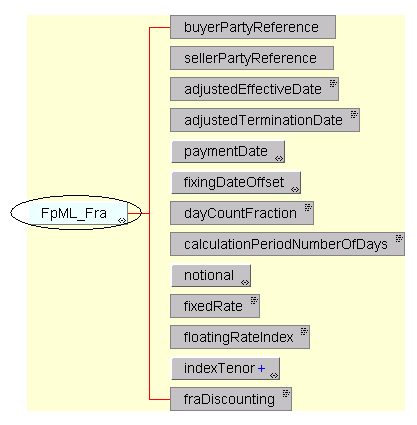 buyerPartyReference
sellerPartyReference
adjustedEffectiveDate
adjustedTerminationDate
paymentDate
fixingDateOffset
FpML_Fra
dayCountFraction
calculationPeriodNumberOfDays
notional
fixedRate
floatingRateIndex
indexTenor +
fraDiscounting